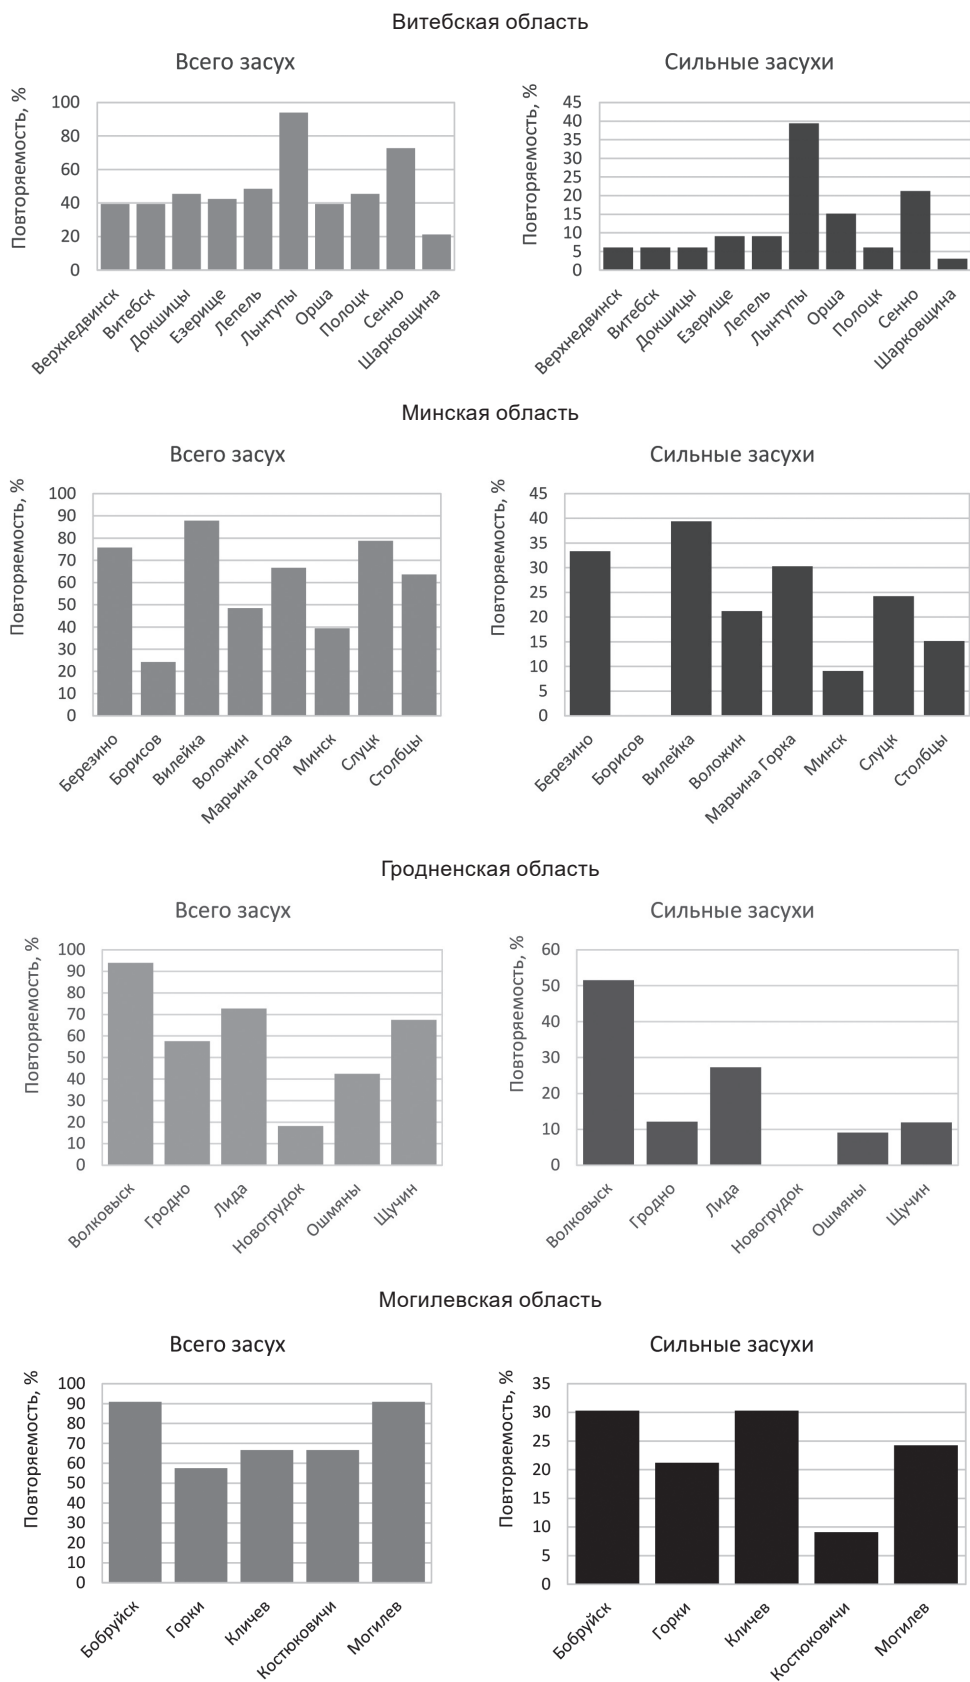 Витебская область
Всего засух
Повторяемость, %
100
80
60
40
20
0
Верхнедвинск
Витебск
Докшицы
Езерище
Лепель
Лынтупы
Орша
Полоцк
Сенно
Шарковщина
Сильные засухи
Повторяемость, %
45
40
35
30
25
20
15
10
5
0
Верхнедвинск
Витебск
Докшицы
Езерище
Лепель
Лынтупы
Орша
Полоцк
Сенно
Шарковщина
Минская область
Всего засух
Повторяемость, %
100
90
80
70
60
50
40
30
20
10
0
Березино
Борисов
Вилейка
Воложин
Марьина Горка
Минск
Слуцк
Столбцы
Сильные засухи
Повторяемость, %
45
40
35
30
25
20
15
10
5
0
Березино
Борисов
Вилейка
Воложин
Марьина Горка
Минск
Слуцк
Столбцы
Гродненская область
Всего засух
Повторяемость, %
100
90
80
70
60
50
40
30
20
10
0
Волковыск
Гродно
Лида
Новогрудок
Ошмяны
Щучин
Сильные засухи
Повторяемость, %
60
50
40
30
20
10
0
Волковыск
Гродно
Лида
Новогрудок
Ошмяны
Щучин
Могилевская область
Всего засух
Повторяемость, %
100
90
80
70
60
50
40
30
20
10
0
Бобруйск
Горки
Кличев
Костюковичи
Могилев
Сильные засухи
Повторяемость, %
35
30
25
20
15
10
5
0
Бобруйск
Горки
Кличев
Костюковичи
Могилев